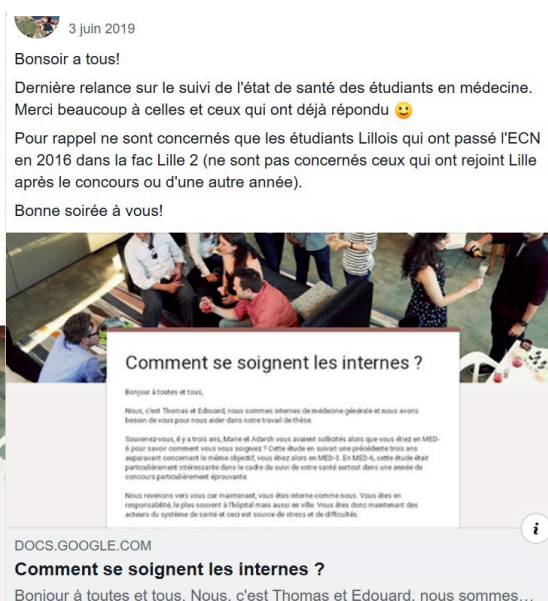 3 juin 2019
Bonsoir a tous!
Dernière relance sur le suivi de l'état de santé des étudiants en médecine.
Merci beaucoup à celles et ceux qui ont déjà répondu 🙂
Pour rappel ne sont concernés que les étudiants Lillois qui ont passé l'ECN
en 2016 dans la fac Lille 2 (ne sont pas concernés ceux qui ont rejoint Lille
après le concours ou d'une autre année).
Bonne soirée à vous!
Comment se soignent les internes ?
Bonjour à toutes et tous,
Nous, c'est Thomas et Edouard, nous sommes internes de médecine générale et nous avons
besoin de vous pour nous aider dans notre travail de thèse.
Souvenez-vous, il y a trois ans, Marie et Adarsh vous avaient sollicités alors que vous étiez en MED-
6 pour savoir comment vous vous soigniez ? Cette étude en suivait une précédente trois ans
auparavant concernant le même objectif, vous étiez alors en MED-3. En MED-6, cette étude était
particulièrement intéressante dans le cadre du suivi de votre santé surtout dans une année de
concours particulièrement éprouvante.
Nous revenons vers vous car maintenant, vous êtes interne comme nous. Vous êtes en
responsabilité, le plus souvent à l'hôpital mais aussi en ville. Vous êtes donc maintenant des
acteurs du système de santé et ceci est source de stress et de difficultés.
i
DOCS.GOOGLE.COM
Comment se soignent les internes ?
Bonjour à toutes et tous, Nous, c'est Thomas et Edouard, nous sommes…